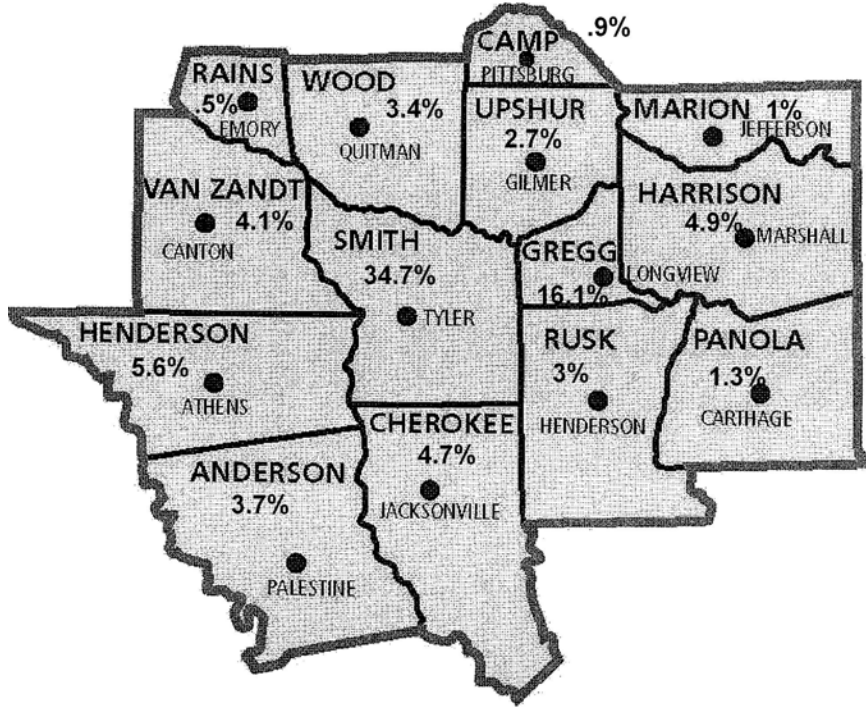 CAMP
.9%
PITTSBURG
RAINS
.5%
EMORY
WOOD
3.4%
QUITMAN
UPSHUR
2.7%
GILMER
MARION 1%
JEFFERSON
VAN ZANDT
4.1%
CANTON
SMITH
34.7%
TYLER
GREGG
LONGVIEW
16.1%
HARRISON
4.9%
MARSHALL
HENDERSON
5.6%
ATHENS
RUSK
3%
HENDERSON
PANOLA
1.3%
CARTHAGE
ANDERSON
3.7%
PALESTINE
CHEROKEE
4.7%
JACKSONVILLE